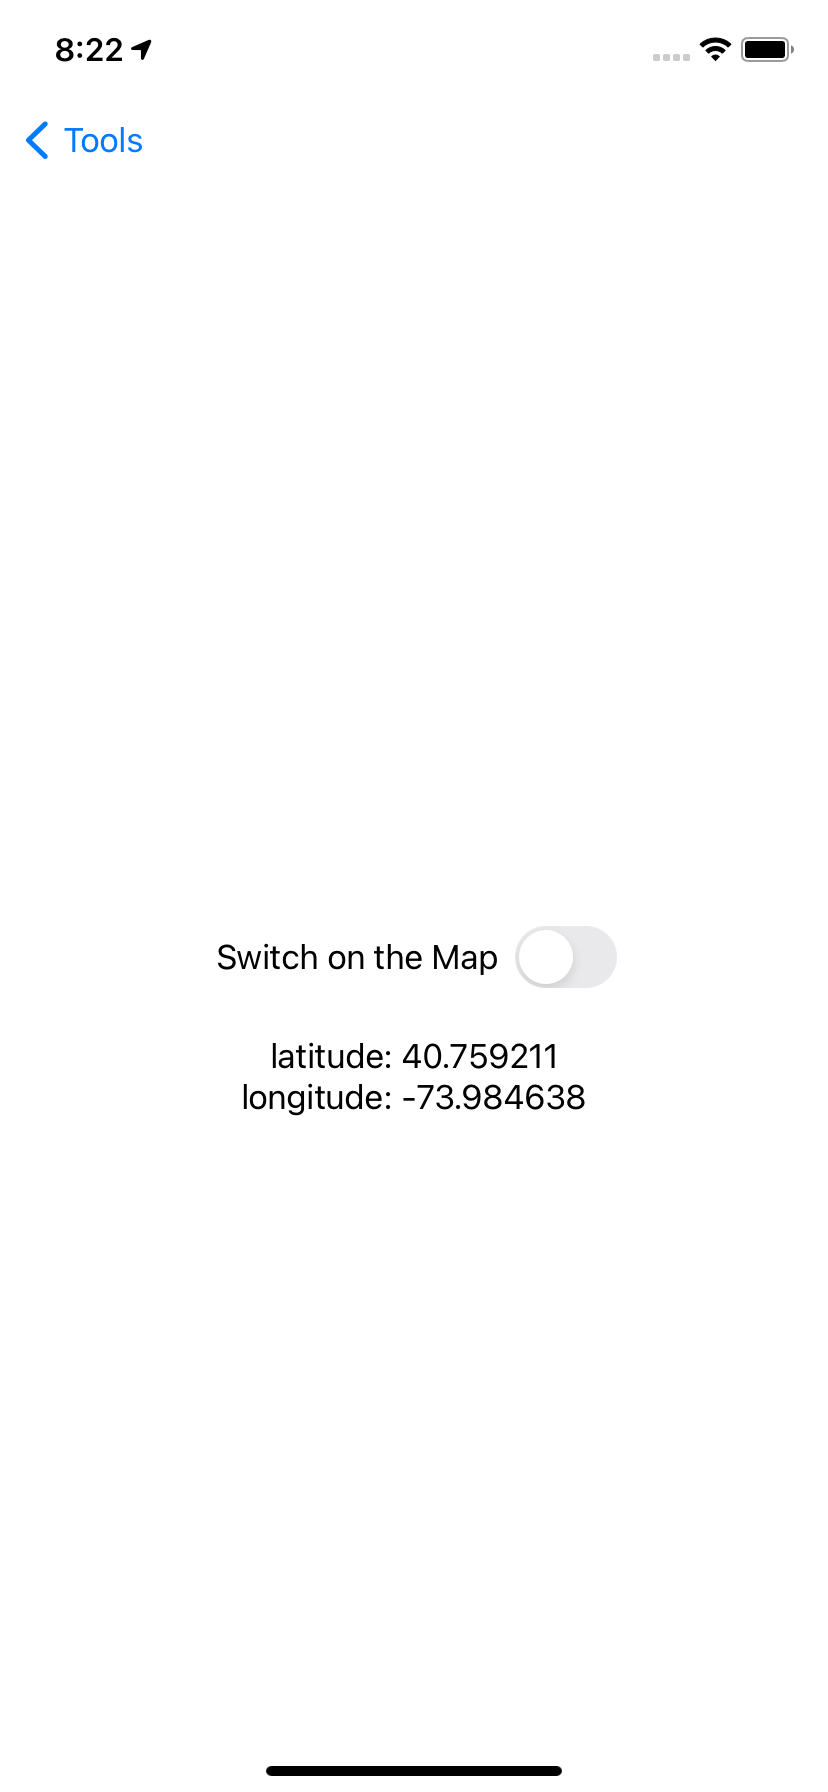 8:22
Tools
Switch on the Map
latitude: 40.759211
longitude: -73.984638